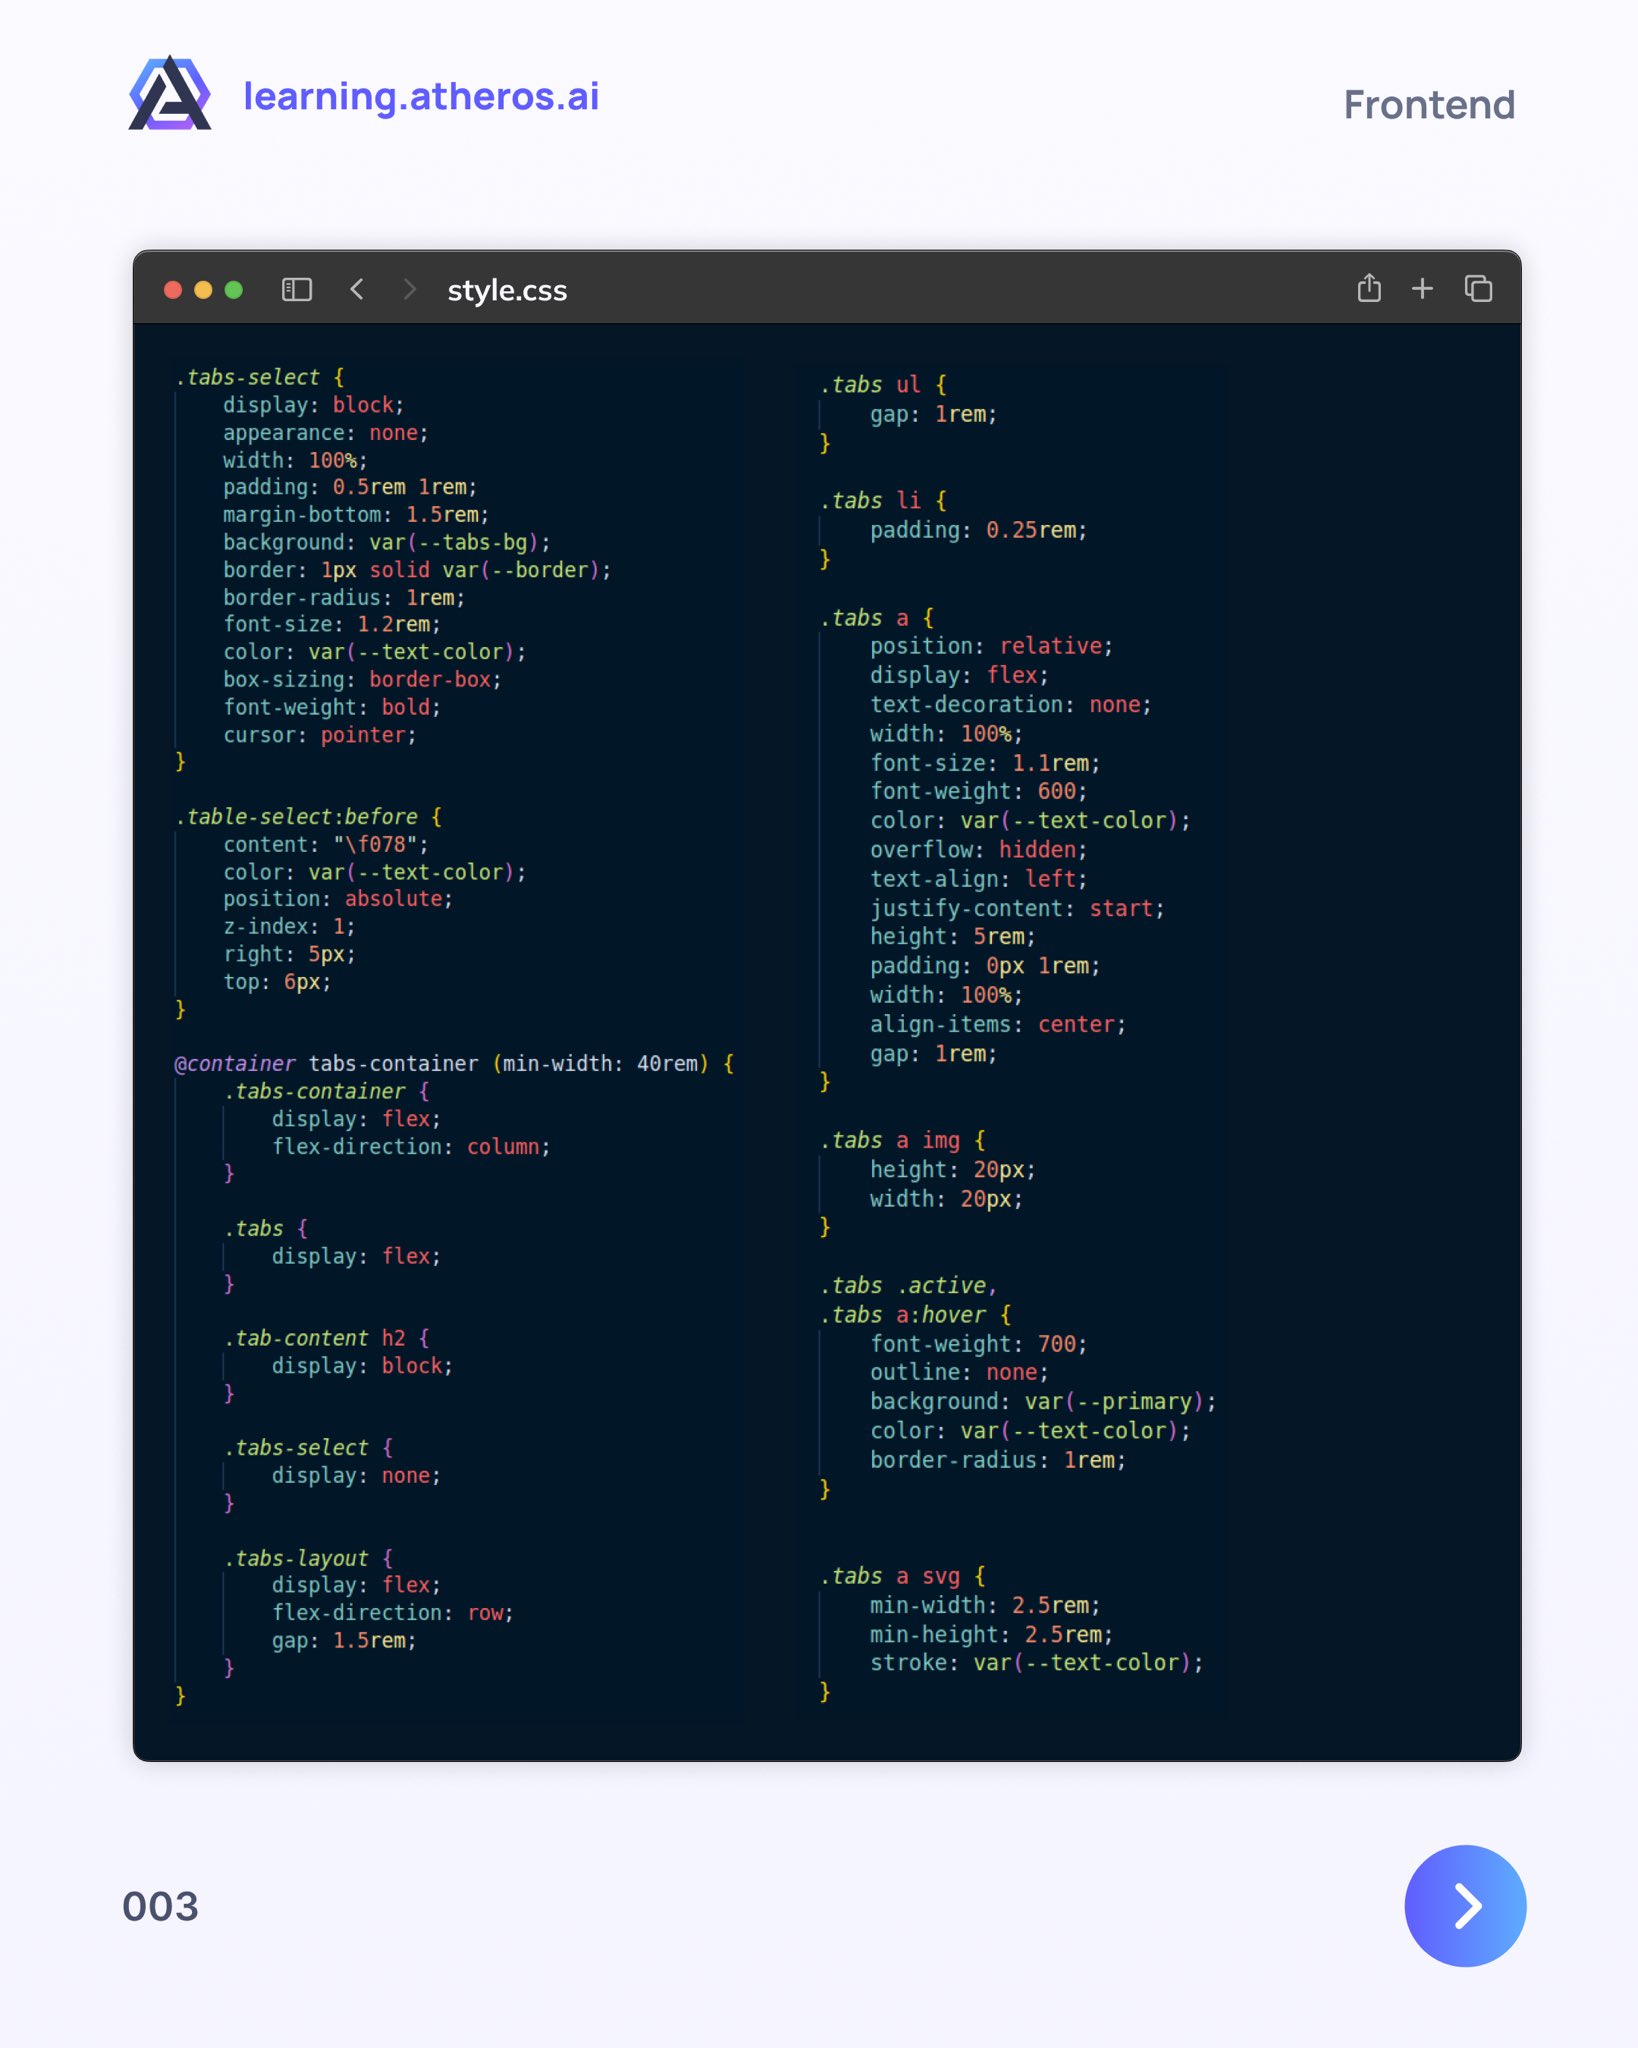 learning.atheros.ai
Frontend
style.css
.tabs-select {
    display: block;
    appearance: none;
    width: 100%;
    padding: 0.5rem 1rem;
    margin-bottom: 1.5rem;
    background: var(--tabs-bg);
    border: 1px solid var(--border);
    border-radius: 1rem;
    font-size: 1.2rem;
    color: var(--text-color);
    box-sizing: border-box;
    font-weight: bold;
    cursor: pointer;
}
.table-select:before {
    content: "\f078";
    color: var(--text-color);
    position: absolute;
    z-index: 1;
    right: 5px;
    top: 6px;
}
@container tabs-container (min-width: 40rem) {
    .tabs-container {
        display: flex;
        flex-direction: column;
    }
    .tabs {
        display: flex;
    }
    .tab-content h2 {
        display: block;
    }
    .tabs-select {
        display: none;
    }
    .tabs-layout {
        display: flex;
        flex-direction: row;
        gap: 1.5rem;
    }
}
.tabs ul {
    gap: 1rem;
}
.tabs li {
    padding: 0.25rem;
}
.tabs a {
    position: relative;
    display: flex;
    text-decoration: none;
    width: 100%;
    font-size: 1.1rem;
    font-weight: 600;
    color: var(--text-color);
    overflow: hidden;
    text-align: left;
    justify-content: start;
    height: 5rem;
    padding: 0px 1rem;
    width: 100%;
    align-items: center;
    gap: 1rem;
}
.tabs a img {
    height: 20px;
    width: 20px;
}
.tabs .active,
.tabs a:hover {
    font-weight: 700;
    outline: none;
    background: var(--primary);
    color: var(--text-color);
    border-radius: 1rem;
}
.tabs a svg {
    min-width: 2.5rem;
    min-height: 2.5rem;
    stroke: var(--text-color);
}
003